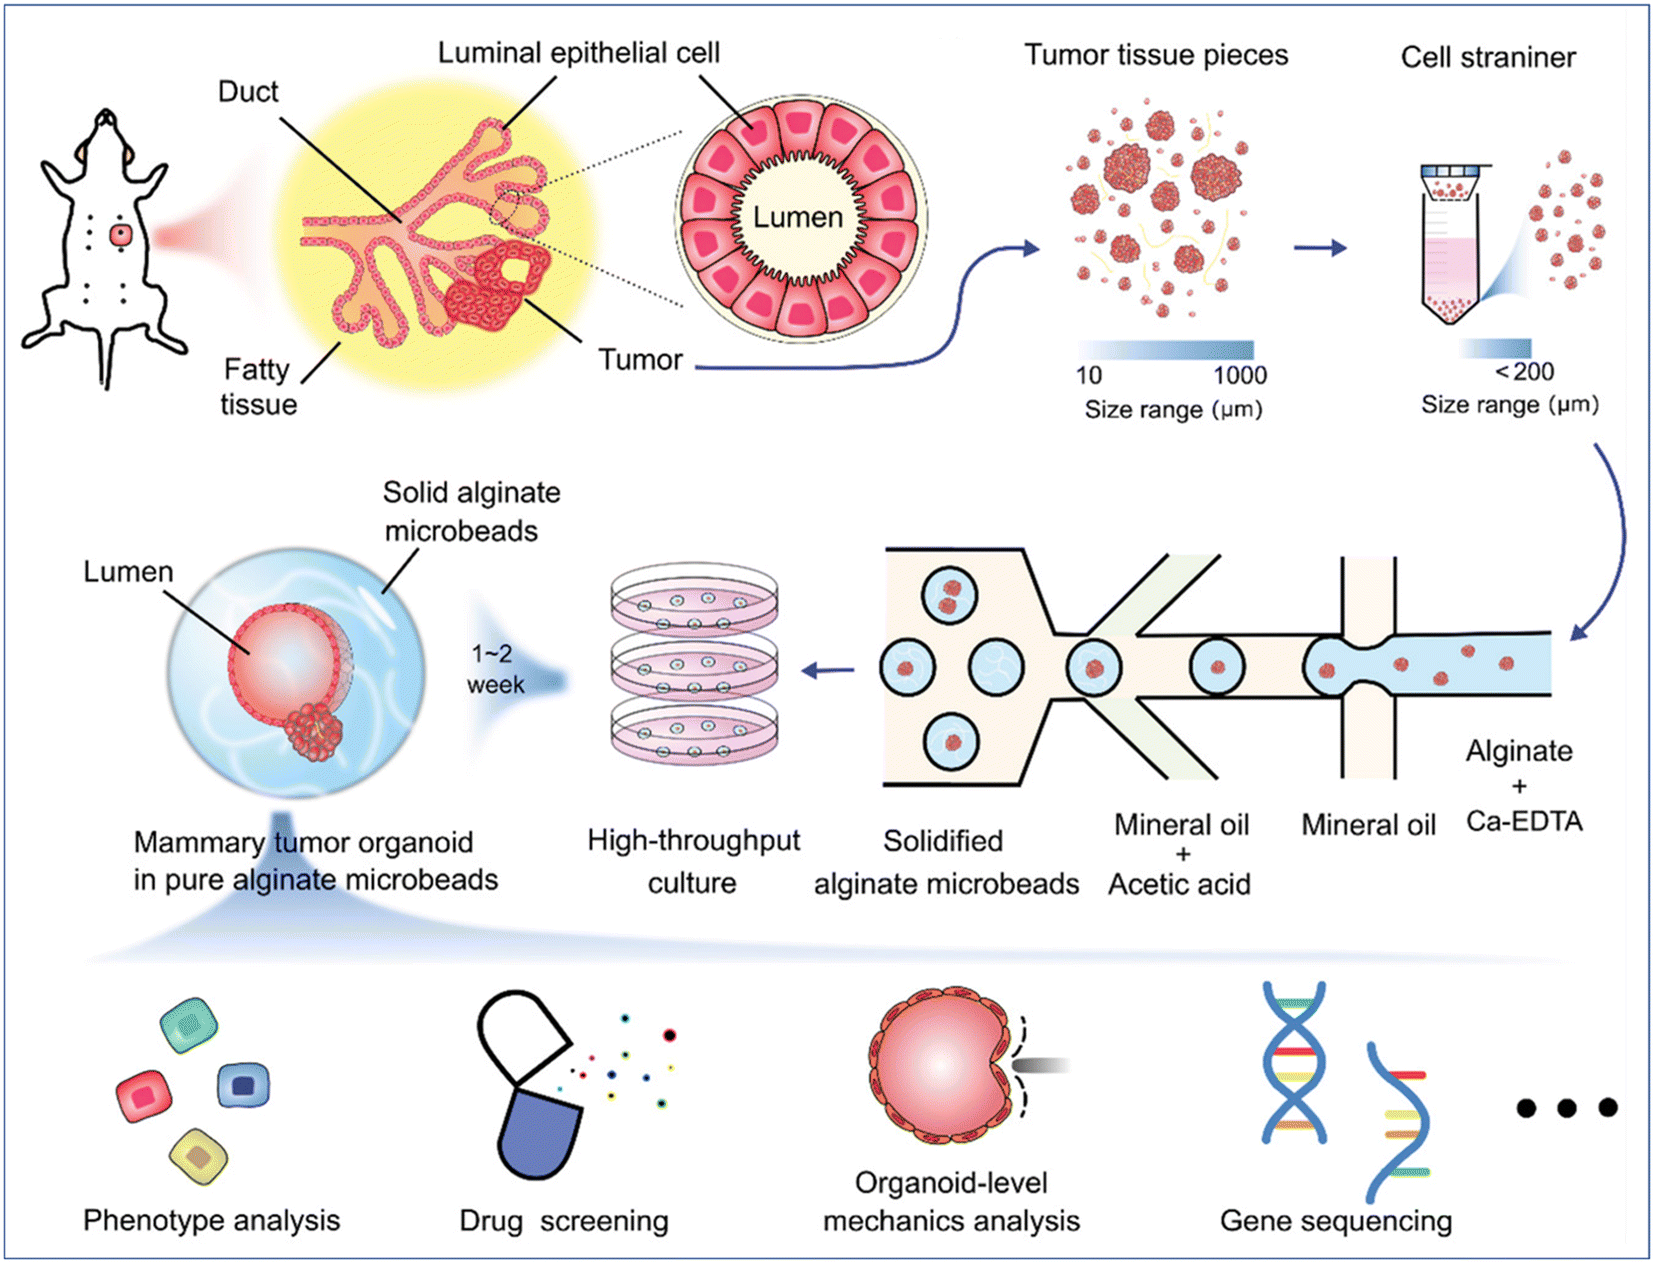 Luminal epithelial cell
Duct
Lumen
Fatty
tissue
Tumor
Tumor tissue pieces
10 1000
Size range (μm)
Cell straniner
<200
Size range (μm)
Solid alginate
microbeads
Lumen
1~2
week
Mammary tumor organoid
in pure alginate microbeads
High-throughput
culture
Solidified
alginate microbeads
Mineral oil
+
Acetic acid
Mineral oil
Alginate
+
Ca-EDTA
Phenotype analysis
Drug screening
Organoid-level
mechanics analysis
Gene sequencing